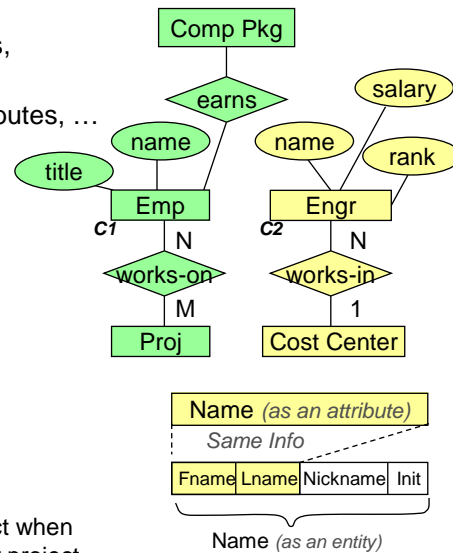 Comp Pkg
s,
salary
earns
outes, …
name
name
title
rank
Emp
Engr
C1
C2
N
N
works-on
works-in
M
1
Proj
Cost Center
Name (as an attribute)
Same Info
Fname Lname Nickname Init
ct when
Name (as an entity)